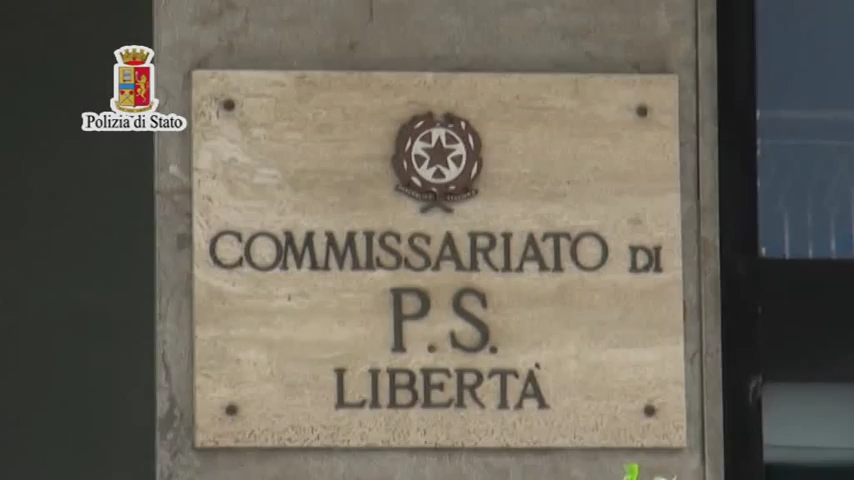 Polizia di Stato
COMMISSARIATO DI
P.S.
LIBERTÀ